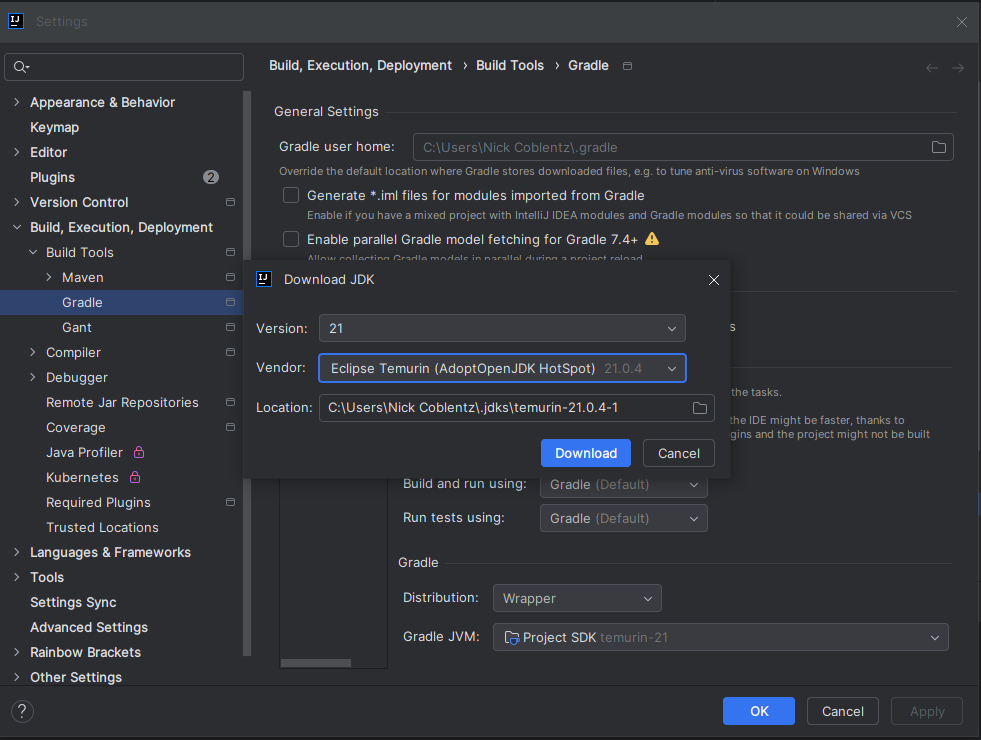 Settings
Build, Execution, Deployment › Build Tools › Gradle
Appearance & Behavior
Keymap
Editor
Plugins 2
Version Control
Build, Execution, Deployment
Build Tools
Maven
Gradle
Gant
Compiler
Debugger
Remote Jar Repositories
Coverage
Java Profiler
Kubernetes
Required Plugins
Trusted Locations
Languages & Frameworks
Tools
Settings Sync
Advanced Settings
Rainbow Brackets
Other Settings
General Settings
Gradle user home: C:\Users\Nick Coblentz\.gradle
Override the default location where Gradle stores downloaded files, e.g. to tune anti-virus software on Windows
Generate *.iml files for modules imported from Gradle
Enable if you have a mixed project with IntelliJ IDEA modules and Gradle modules so that it could be shared via VCS
Enable parallel Gradle model fetching for Gradle 7.4+
Allow collecting Gradle models in parallel during a project reload
IJ Download JDK
Version: 21
Vendor: Eclipse Temurin (AdoptOpenJDK HotSpot) 21.0.4
Location: C:\Users\Nick Coblentz\.jdks\temurin-21.0.4-1
Download Cancel
s
the tasks.
the IDE might be faster, thanks to
gins and the project might not be built
Build and run using: Gradle (Default)
Run tests using: Gradle (Default)
Gradle
Distribution: Wrapper
Gradle JVM: Project SDK temurin-21
? OK Cancel Apply